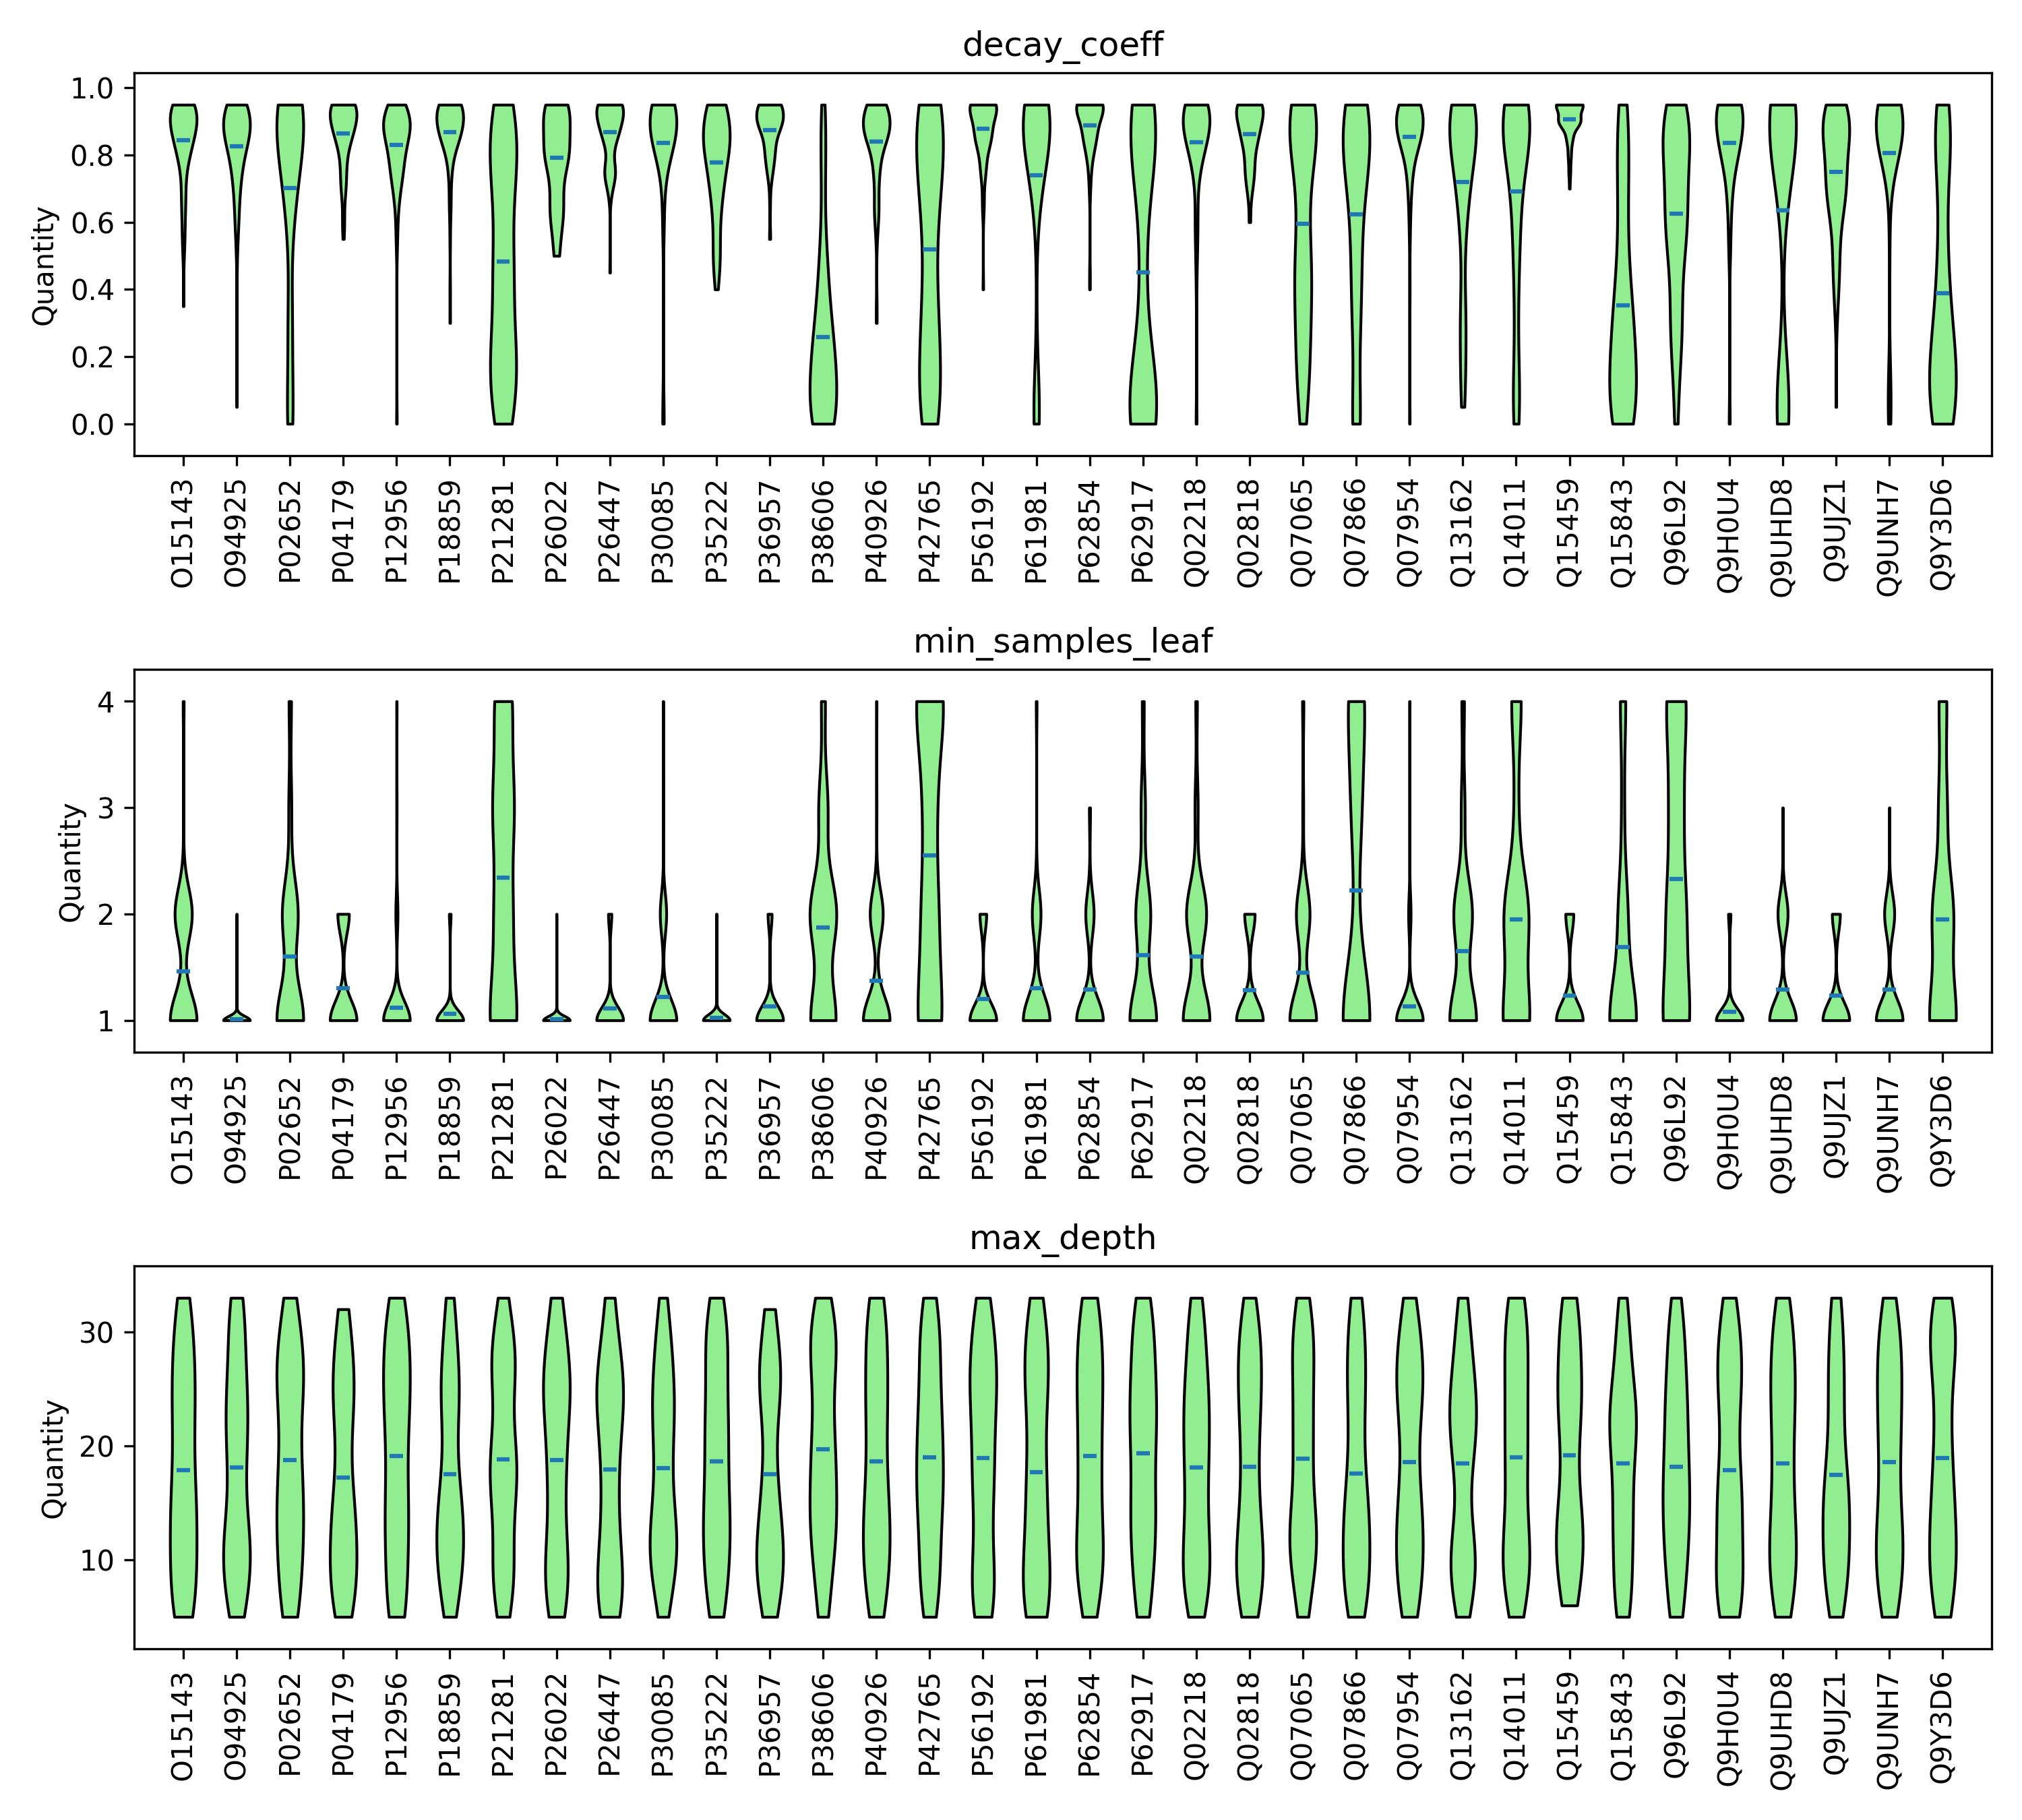 decay_coeff
1.0
0.8
0.6
0.4
0.2
0.0
Quantity
O15143 O94925 P02652 P04179 P12956 P18859 P21281 P26022 P26447 P30085 P35222 P36957 P38606 P40926 P42765 P56192 P61981 P62854 P62917 Q02218 Q02818 Q07065 Q07866 Q07954 Q13162 Q14011 Q15459 Q15843 Q96L92 Q9H0U4 Q9UHD8 Q9UJZ1 Q9UNH7 Q9Y3D6
min_samples_leaf
4
3
2
1
Quantity
O15143 O94925 P02652 P04179 P12956 P18859 P21281 P26022 P26447 P30085 P35222 P36957 P38606 P40926 P42765 P56192 P61981 P62854 P62917 Q02218 Q02818 Q07065 Q07866 Q07954 Q13162 Q14011 Q15459 Q15843 Q96L92 Q9H0U4 Q9UHD8 Q9UJZ1 Q9UNH7 Q9Y3D6
max_depth
30
20
10
Quantity
O15143 O94925 P02652 P04179 P12956 P18859 P21281 P26022 P26447 P30085 P35222 P36957 P38606 P40926 P42765 P56192 P61981 P62854 P62917 Q02218 Q02818 Q07065 Q07866 Q07954 Q13162 Q14011 Q15459 Q15843 Q96L92 Q9H0U4 Q9UHD8 Q9UJZ1 Q9UNH7 Q9Y3D6